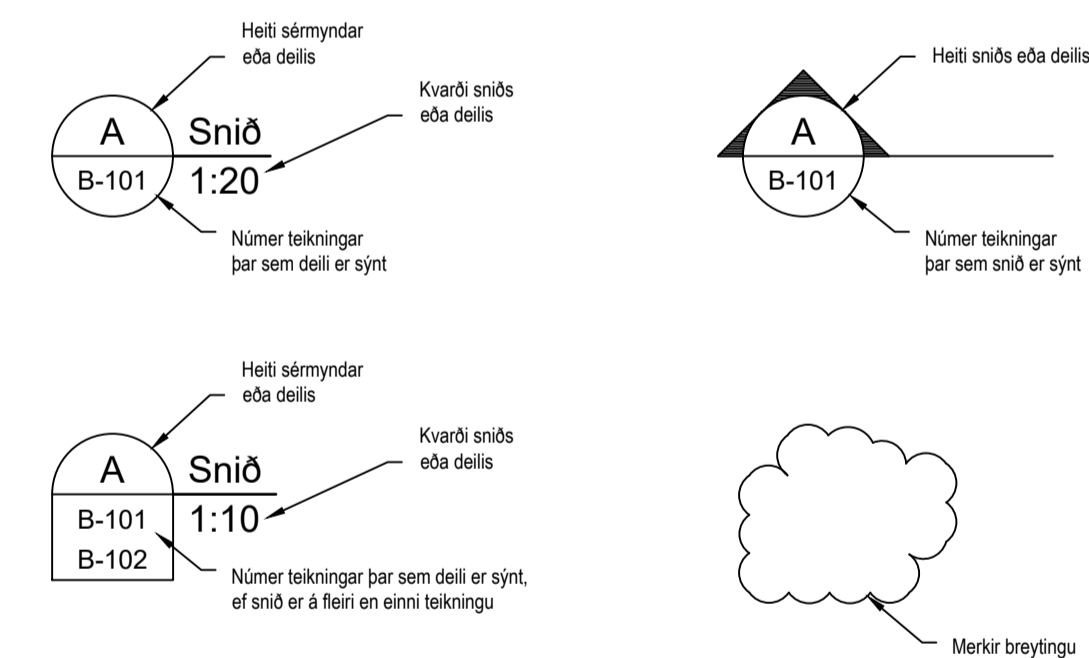 Heiti sérmyndar
eða deilis
Kvarði sniðs
eða deilis
A
Snið
B-101
1:20
Númer teikningar
þar sem deili er sýnt
Heiti sniðs eða deilis
A
B-101
Númer teikningar
þar sem snið er sýnt
Heiti sérmyndar
eða deilis
Kvarði sniðs
eða deilis
A
Snið
B-101
1:10
B-102
Númer teikningar þar sem deili er sýnt,
ef snið er á fleiri en einni teikningu
Merkir breytingu